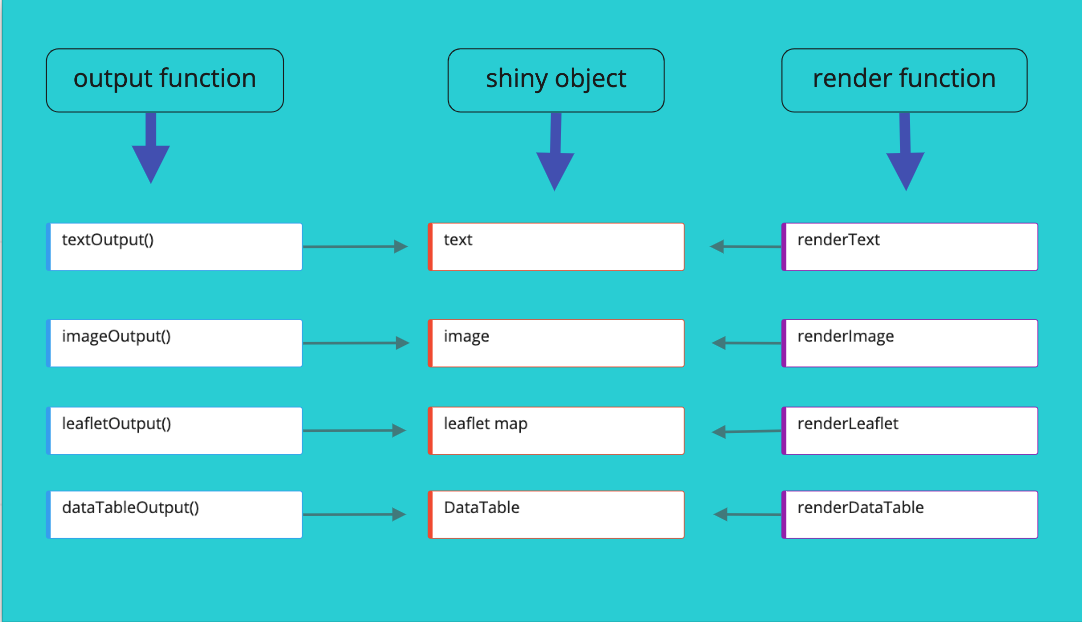 output function
shiny object
render function
textOutput()
text
renderText
imageOutput()
image
renderImage
leafletOutput()
leaflet map
renderLeaflet
dataTableOutput()
DataTable
renderDataTable